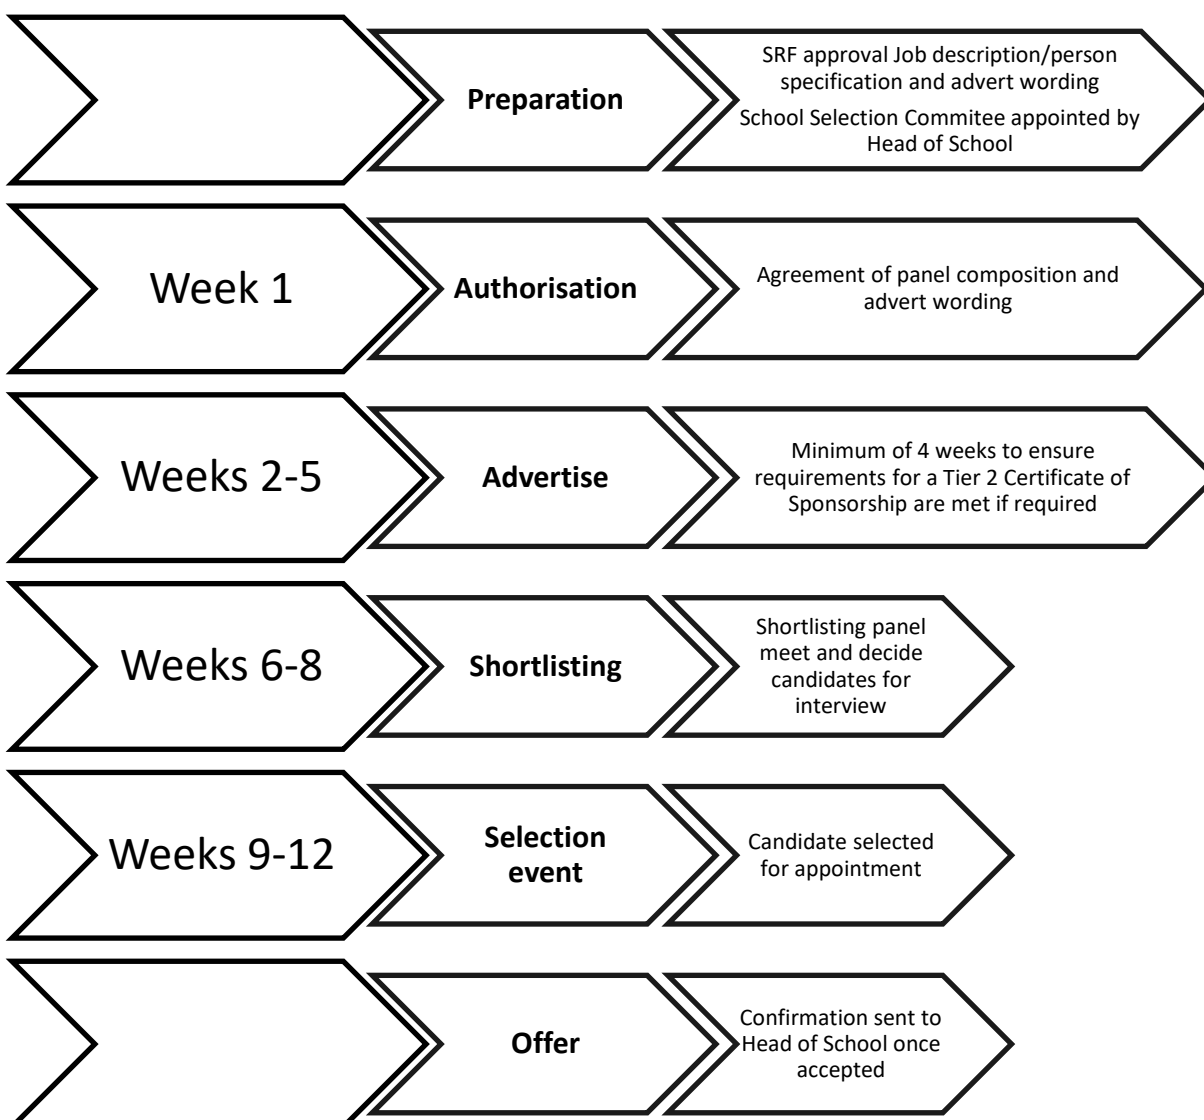 Preparation
SRF approval Job description/person
specification and advert wording
School Selection Commitee appointed by
Head of School
Week 1
Authorisation
Agreement of panel composition and
advert wording
Weeks 2-5
Advertise
Minimum of 4 weeks to ensure
requirements for a Tier 2 Certificate of
Sponsorship are met if required
Weeks 6-8
Shortlisting
Shortlisting panel
meet and decide
candidates for
interview
Weeks 9-12
Selection
event
Candidate selected
for appointment
Offer
Confirmation sent to
Head of School once
accepted